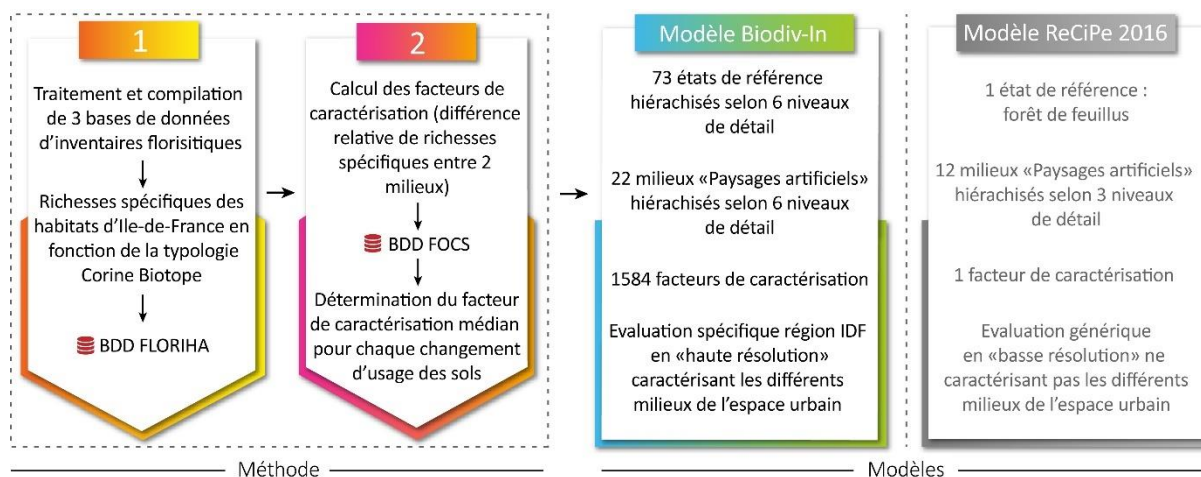 1
Traitement et compilation
de 3 bases de données
d'inventaires florisitiques
Richesses spécifiques des
habitats d'Ile-de-France en
fonction de la typologie
Corine Biotope
BDD FLORIHA
2
Calcul des facteurs de
caractérisation (différence
relative de richesses
spécifiques entre 2
milieux)
BDD FOCS
Détermination du facteur
de caractérisation médian
pour chaque changement
d'usage des sols
Méthode
Modèle Biodiv-In
73 états de référence
hiérachisés selon 6 niveaux
de détail
22 milieux «Paysages artificiels»
hiérachisés selon 6 niveaux
de détail
1584 facteurs de caractérisation
Evaluation spécifique région IDF
en «haute résolution»
caractérisant les différents
milieux de l'espace urbain
Modèle ReCiPe 2016
1 état de référence :
forêt de feuillus
12 milieux «Paysages artificiels»
hiérachisés selon 3 niveaux
de détail
1 facteur de caractérisation
Evaluation générique
en «basse résolution» ne
caractérisant pas les différents
milieux de l'espace urbain
Modèles